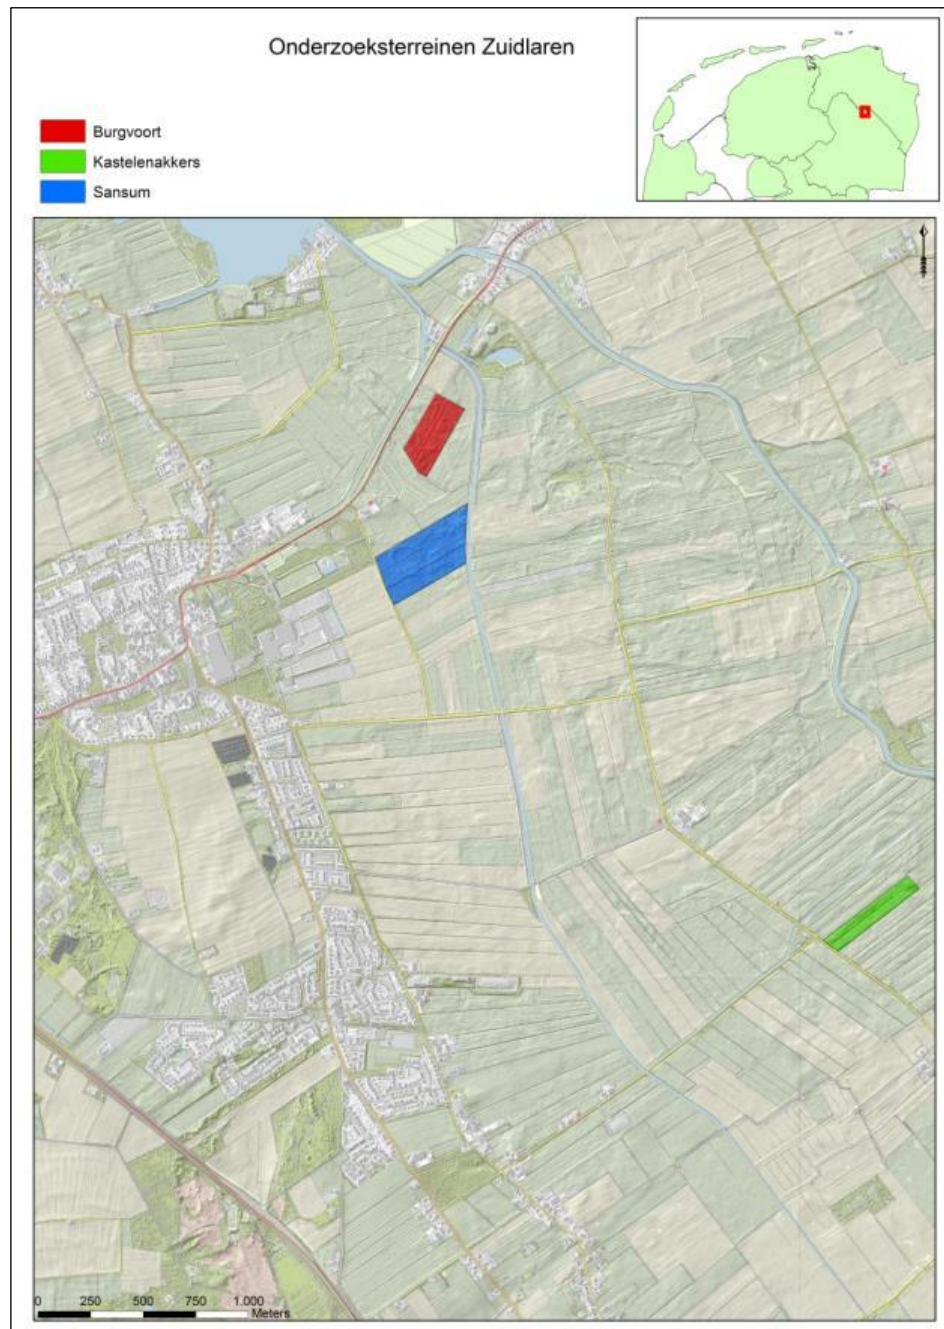 Onderzoeksterreinen Zuidlaren
Burgvoort
Kastelenakkers
Sansum
0 250 500 750 1.000
Meters